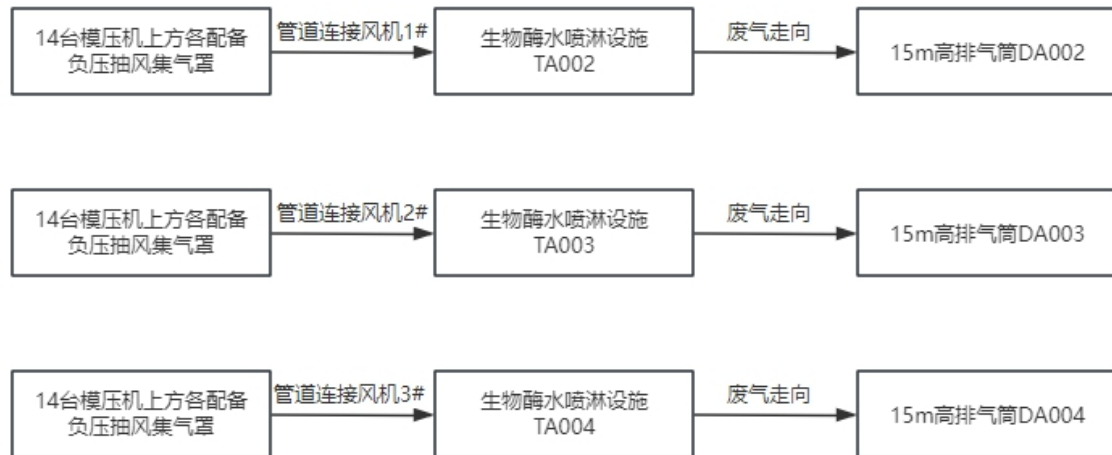 14台模压机上方各配备
负压抽风集气罩
管道连接风机1#
生物酶水喷淋设施
TA002
废气走向
15m高排气筒DA002
14台模压机上方各配备
负压抽风集气罩
管道连接风机2#
生物酶水喷淋设施
TA003
废气走向
15m高排气筒DA003
14台模压机上方各配备
负压抽风集气罩
管道连接风机3#
生物酶水喷淋设施
TA004
废气走向
15m高排气筒DA004